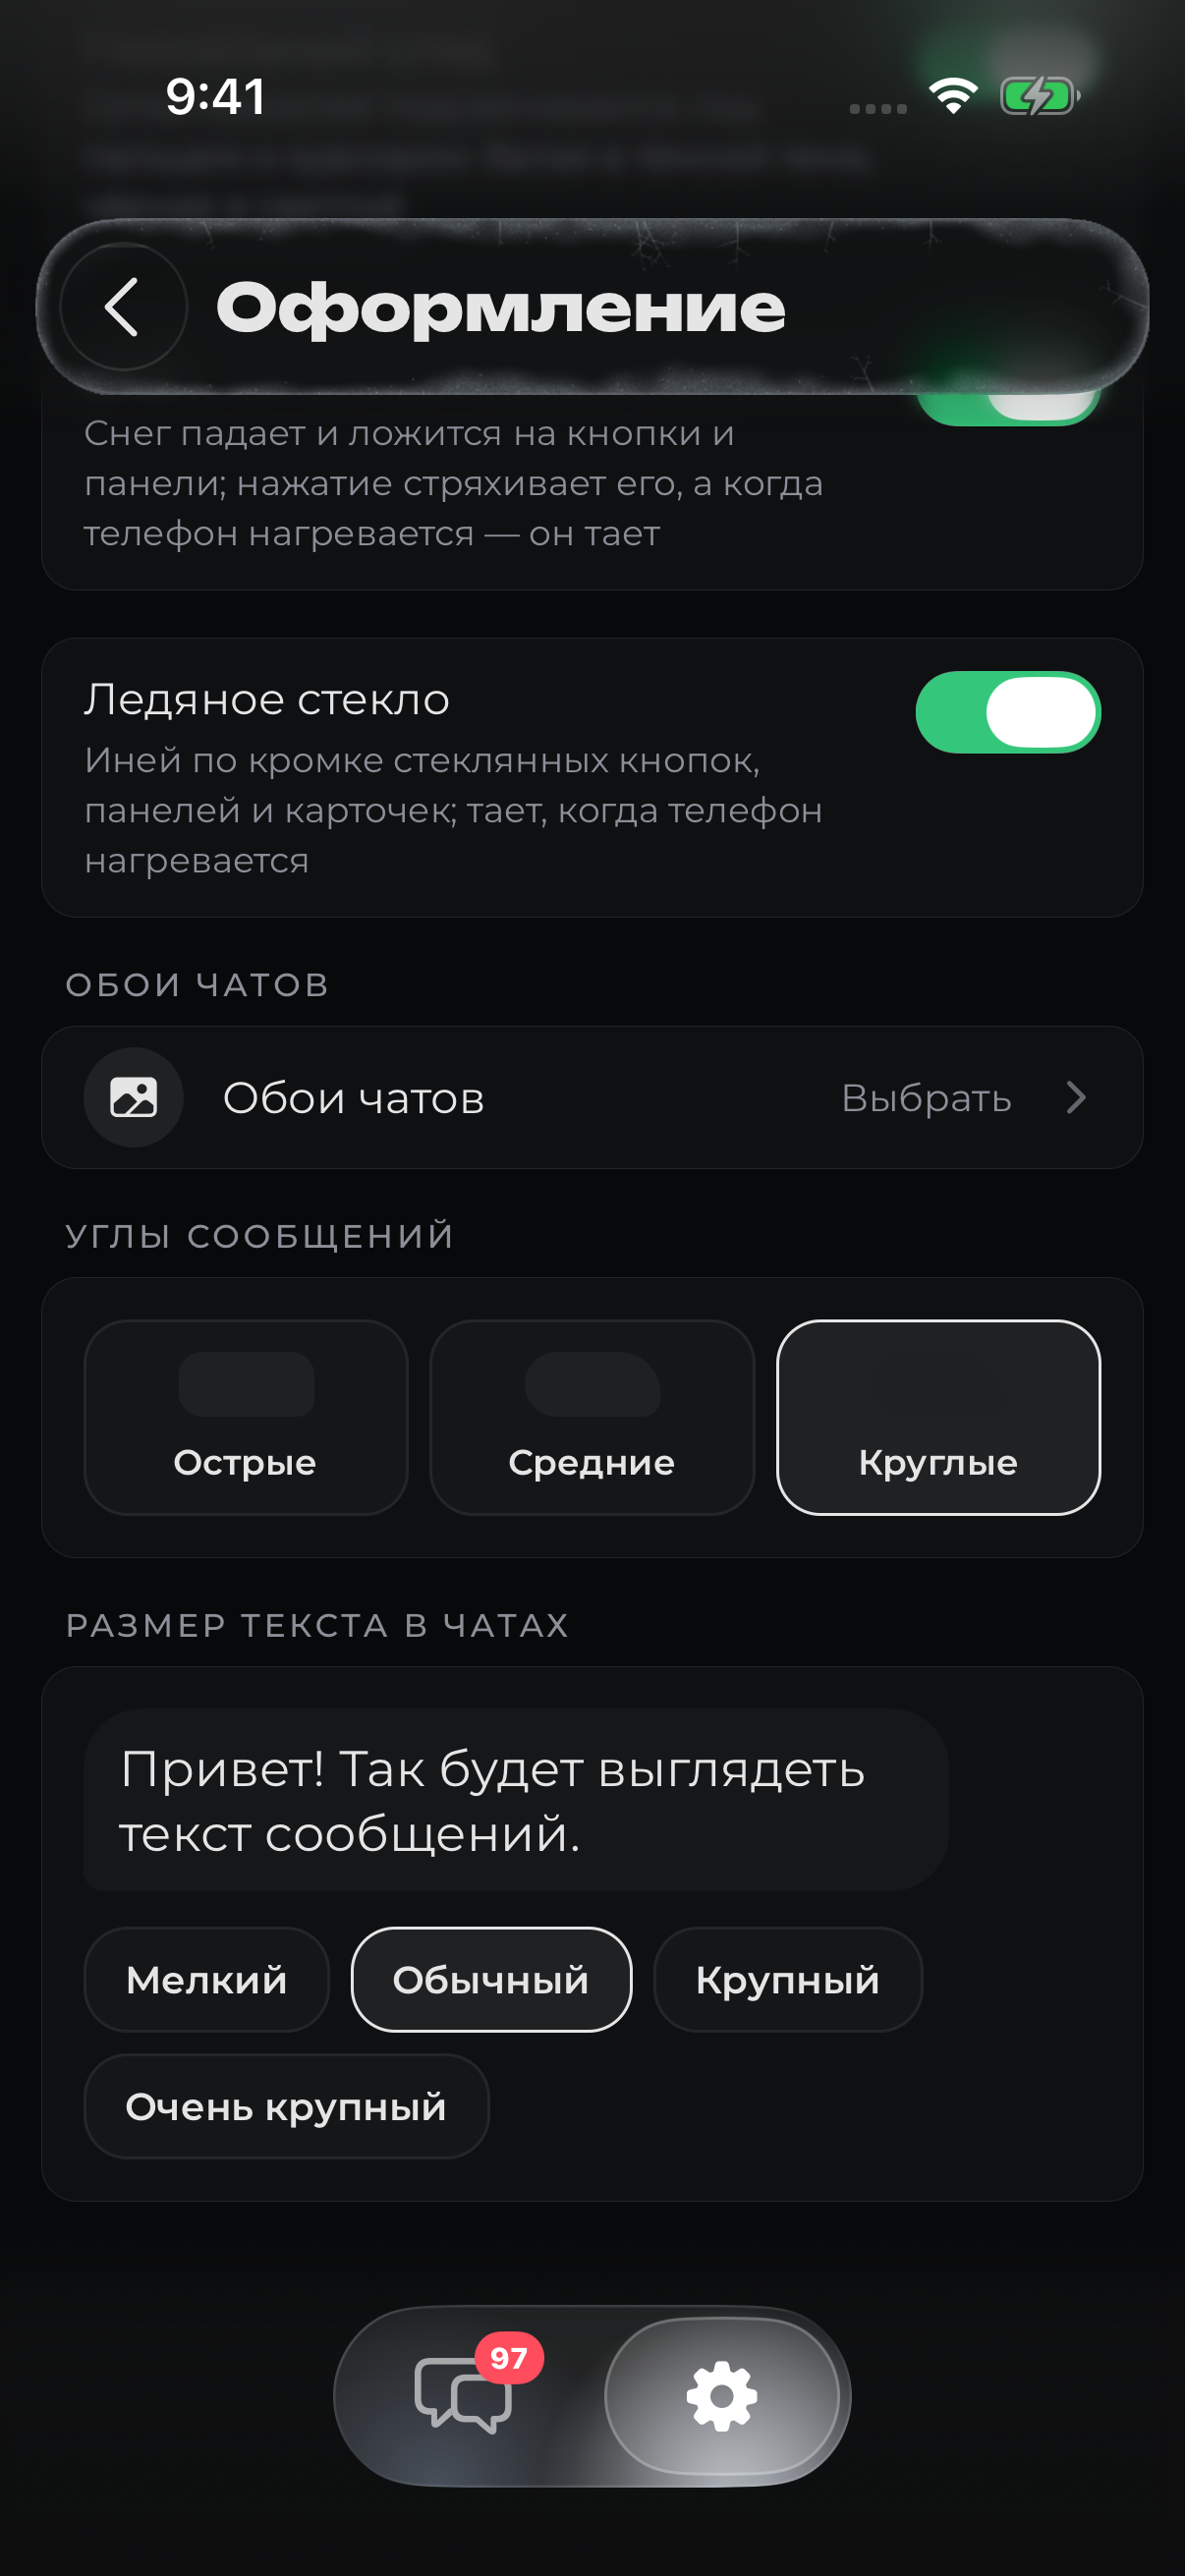 9:41
Оформление
Снег падает и ложится на кнопки и
панели; нажатие стряхивает его, а когда
телефон нагревается — он тает
Ледяное стекло
Иней по кромке стеклянных кнопок,
панелей и карточек; тает, когда телефон
нагревается
ОБОИ ЧАТОВ
Обои чатов
Выбрать
УГЛЫ СООБЩЕНИЙ
Острые
Средние
Круглые
РАЗМЕР ТЕКСТА В ЧАТАХ
Привет! Так будет выглядеть
текст сообщений.
Мелкий
Обычный
Крупный
Очень крупный
97